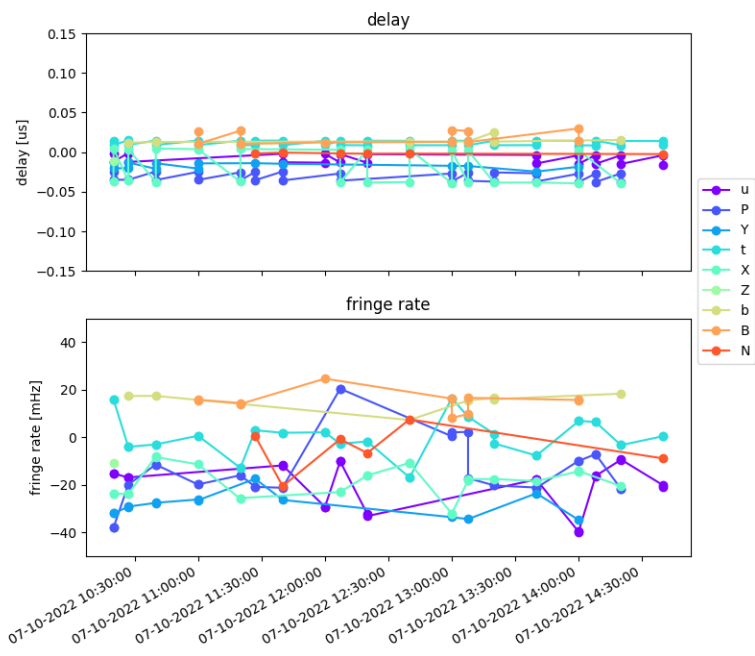 delay
0.15
0.10
0.05
0.00
−0.05
−0.10
−0.15
delay [us]
fringe rate
40
20
0
−20
−40
fringe rate [mHz]
07-10-2022 10:30:00
07-10-2022 11:00:00
07-10-2022 11:30:00
07-10-2022 12:00:00
07-10-2022 12:30:00
07-10-2022 13:00:00
07-10-2022 13:30:00
07-10-2022 14:00:00
07-10-2022 14:30:00
u
P
Y
t
X
Z
b
B
N